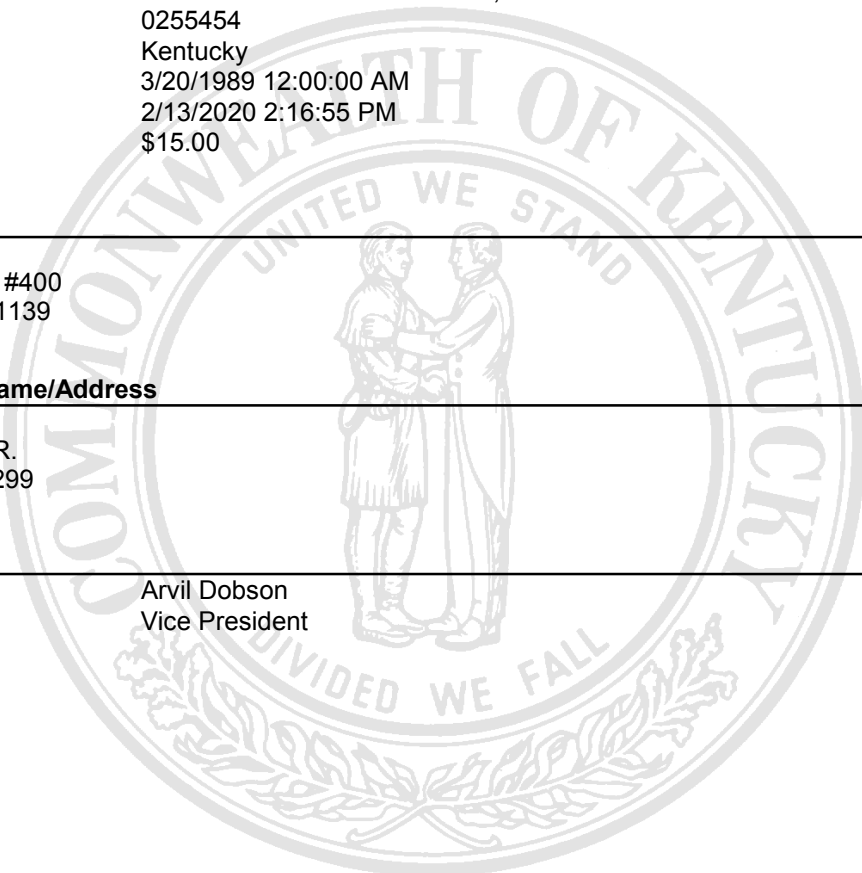 0255454
Kentucky
3/20/1989 12:00:00 AM
2/13/2020 2:16:55 PM
$15.00
COMMONWEALTH OF KENTUCKY
UNITED WE STAND
#400
1139
ame/Address
R.
299
Arvil Dobson
Vice President
DIVIDED WE FALL